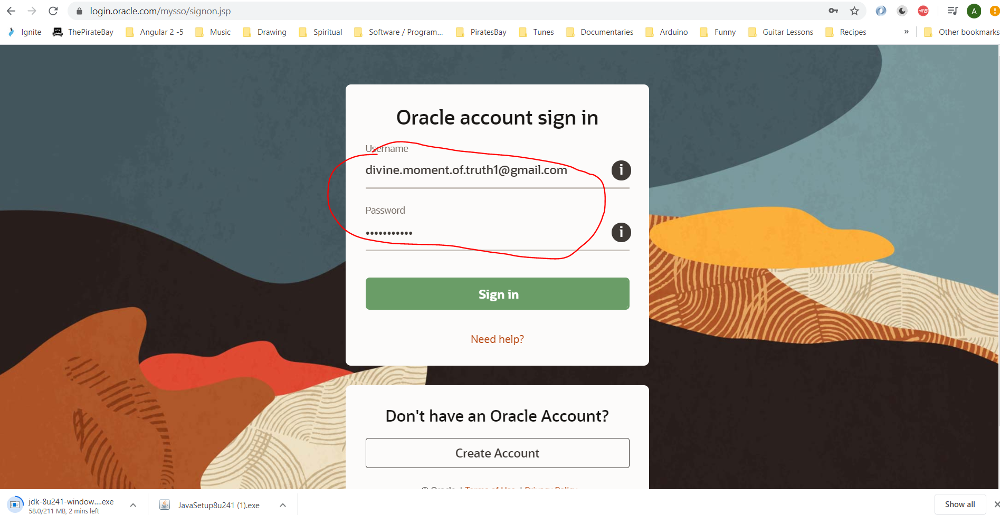 login.oracle.com/mysso/signon.jsp
A
Ignite ThePirateBay Angular 2 -5 Music Drawing Spiritual Software / Program... PiratesBay Tunes Documentaries Arduino Funny Guitar Lessons Recipes » Other bookmarks
Oracle account sign in
Username
divine.moment.of.truth1@gmail.com
i
Password
•••••••••••
i
Sign in
Need help?
Don't have an Oracle Account?
Create Account
© Oracle | Terms of Use | Privacy Policy
jdk-8u241-window....exe
58.0/211 MB, 2 mins left
JavaSetup8u241 (1).exe
Show all